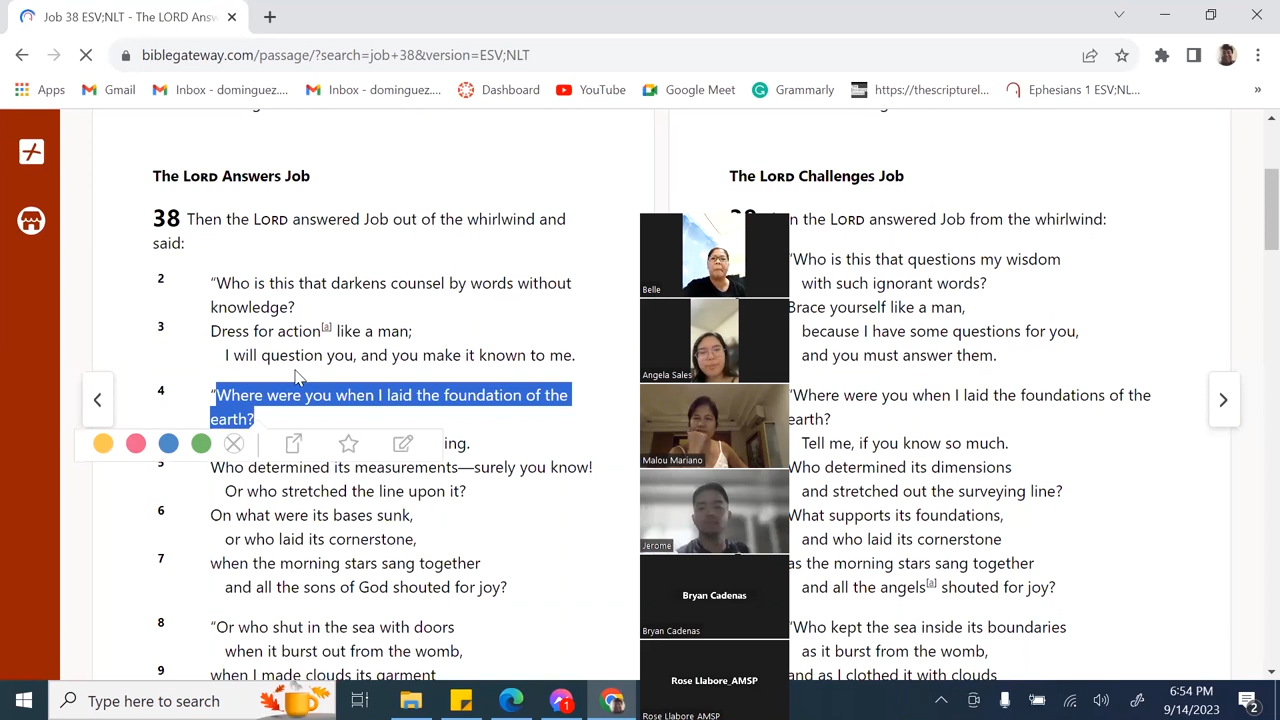 Job 38 ESV;NLT - The LORD Answ
biblegateway.com/passage/?search=job+38&version=ESV;NLT
Apps
Gmail
Inbox - dominguez....
Inbox - dominguez....
Dashboard
YouTube
Google Meet
Grammarly
https://thescripturel...
Ephesians 1 ESV;NL...
»
The LORD Answers Job
38 Then the LORD answered Job out of the whirlwind and
said:
2 “Who is this that darkens counsel by words without
knowledge?
3 Dress for action[a] like a man;
I will question you, and you make it known to me.
4 “Where were you when I laid the foundation of the
earth?
ing.
5 Who determined its measurements—surely you know!
Or who stretched the line upon it?
6 On what were its bases sunk,
or who laid its cornerstone,
7 when the morning stars sang together
and all the sons of God shouted for joy?
8 “Or who shut in the sea with doors
when it burst out from the womb,
9 when I made clouds its garment
The LORD Challenges Job
n the LORD answered Job from the whirlwind:
“Who is this that questions my wisdom
with such ignorant words?
Brace yourself like a man,
because I have some questions for you,
and you must answer them.
“Where were you when I laid the foundations of the
earth?
Tell me, if you know so much.
Who determined its dimensions
and stretched out the surveying line?
What supports its foundations,
and who laid its cornerstone
as the morning stars sang together
and all the angels[a] shouted for joy?
“Who kept the sea inside its boundaries
as it burst from the womb,
and as I clothed it with clouds
Belle
Angela Sales
Malou Mariano
Jerome
Bryan Cadenas
Bryan Cadenas
Rose Llabore_AMSP
Rose Llabore AMSP
Type here to search
1
6:54 PM
9/14/2023
2